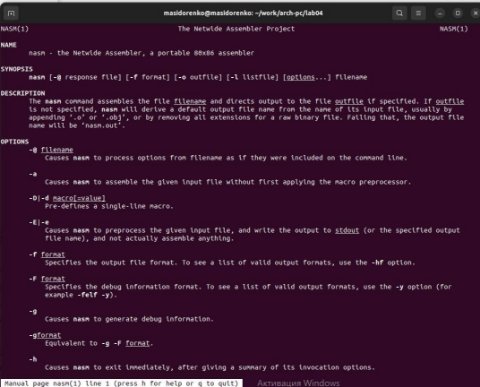 masidorenko@masidorenko: ~/work/arch-pc/lab04
NASM(1) The Netwide Assembler Project NASM(1)
NAME
nasm - the Netwide Assembler, a portable 80x86 assembler
SYNOPSIS
nasm [-@ response file] [-f format] [-o outfile] [-l listfile] [options...] filename
DESCRIPTION
The nasm command assembles the file filename and directs output to the file outfile if specified. If outfile
is not specified, nasm will derive a default output file name from the name of its input file, usually by
appending '.o' or '.obj', or by removing all extensions for a raw binary file. Failing that, the output file
name will be 'nasm.out'.
OPTIONS
-@ filename
Causes nasm to process options from filename as if they were included on the command line.
-a
Causes nasm to assemble the given input file without first applying the macro preprocessor.
-D|-d macro[=value]
Pre-defines a single-line macro.
-E|-e
Causes nasm to preprocess the given input file, and write the output to stdout (or the specified output
file name), and not actually assemble anything.
-f format
Specifies the output file format. To see a list of valid output formats, use the -hf option.
-F format
Specifies the debug information format. To see a list of valid output formats, use the -y option (for
example -felf -y).
-g
Causes nasm to generate debug information.
-gformat
Equivalent to -g -F format.
-h
Causes nasm to exit immediately, after giving a summary of its invocation options.
Manual page nasm(1) line 1 (press h for help or q to quit)
Активация Windows